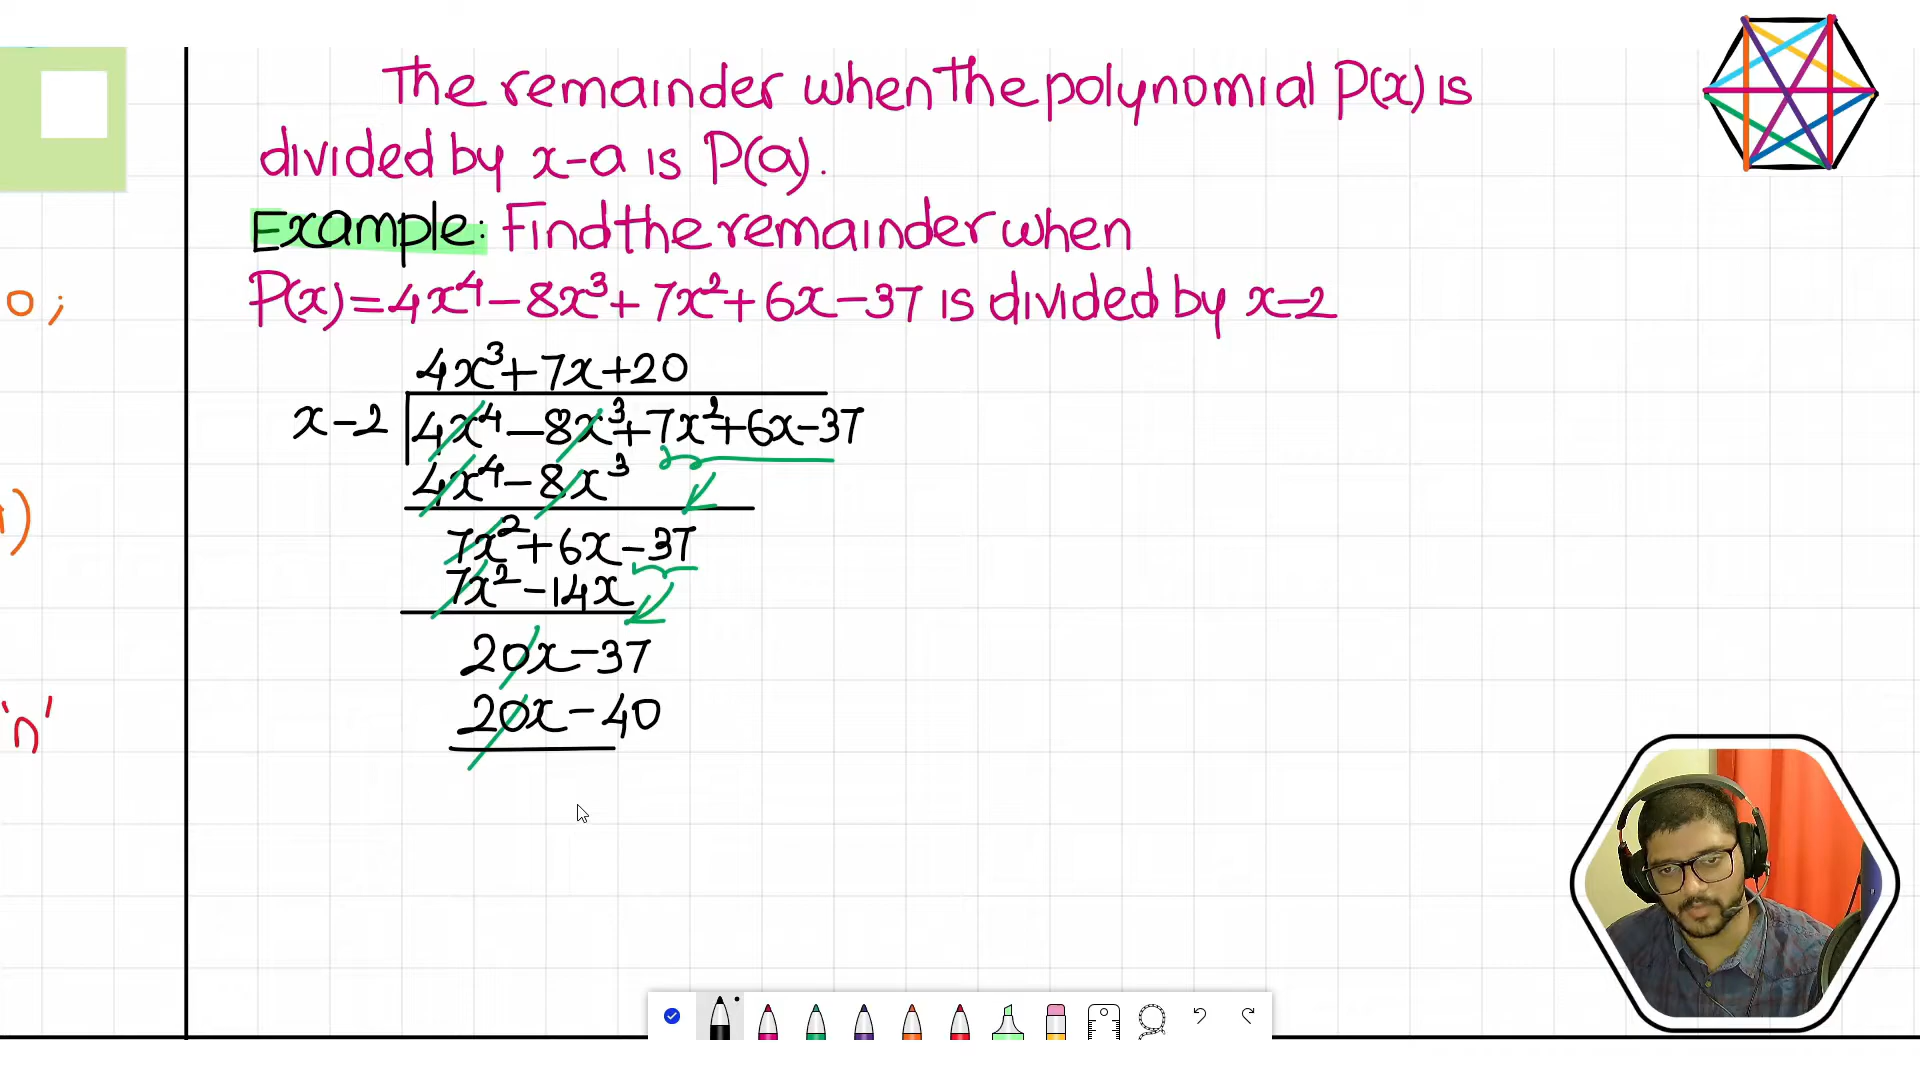 The remainder when the polynomial P(x) is
divided by x-a is P(a).
Example: Find the remainder when
P(x)=4x⁴-8x³+7x²+6x-37 is divided by x-2
4x³+7x+20
x-2 4x⁴-8x³+7x²+6x-37
4x⁴-8x³
7x²+6x-37
7x²-14x
20x-37
20x-40
0;
)
'n'